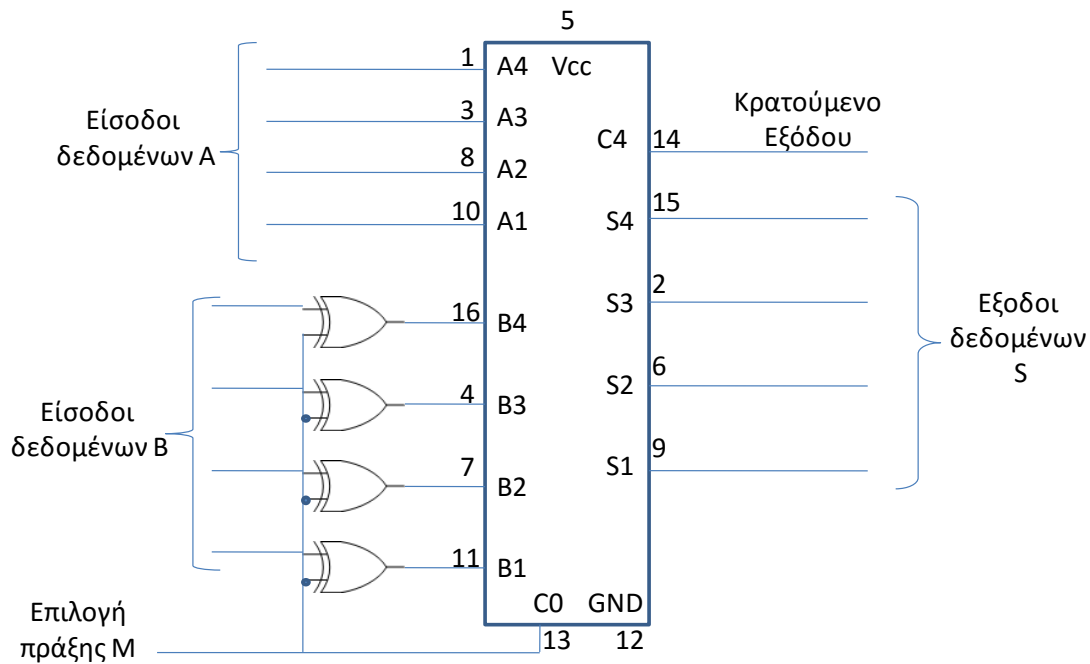 5
Vcc
Είσοδοι
δεδομένων A
1
A4
3
A3
8
A2
10
A1
Κρατούμενο
Εξόδου
C4
14
S4
15
S3
2
S2
6
S1
9
Εξοδοι
δεδομένων
S
Είσοδοι
δεδομένων B
16
B4
4
B3
7
B2
11
B1
C0
GND
13
12
Επιλογή
πράξης M